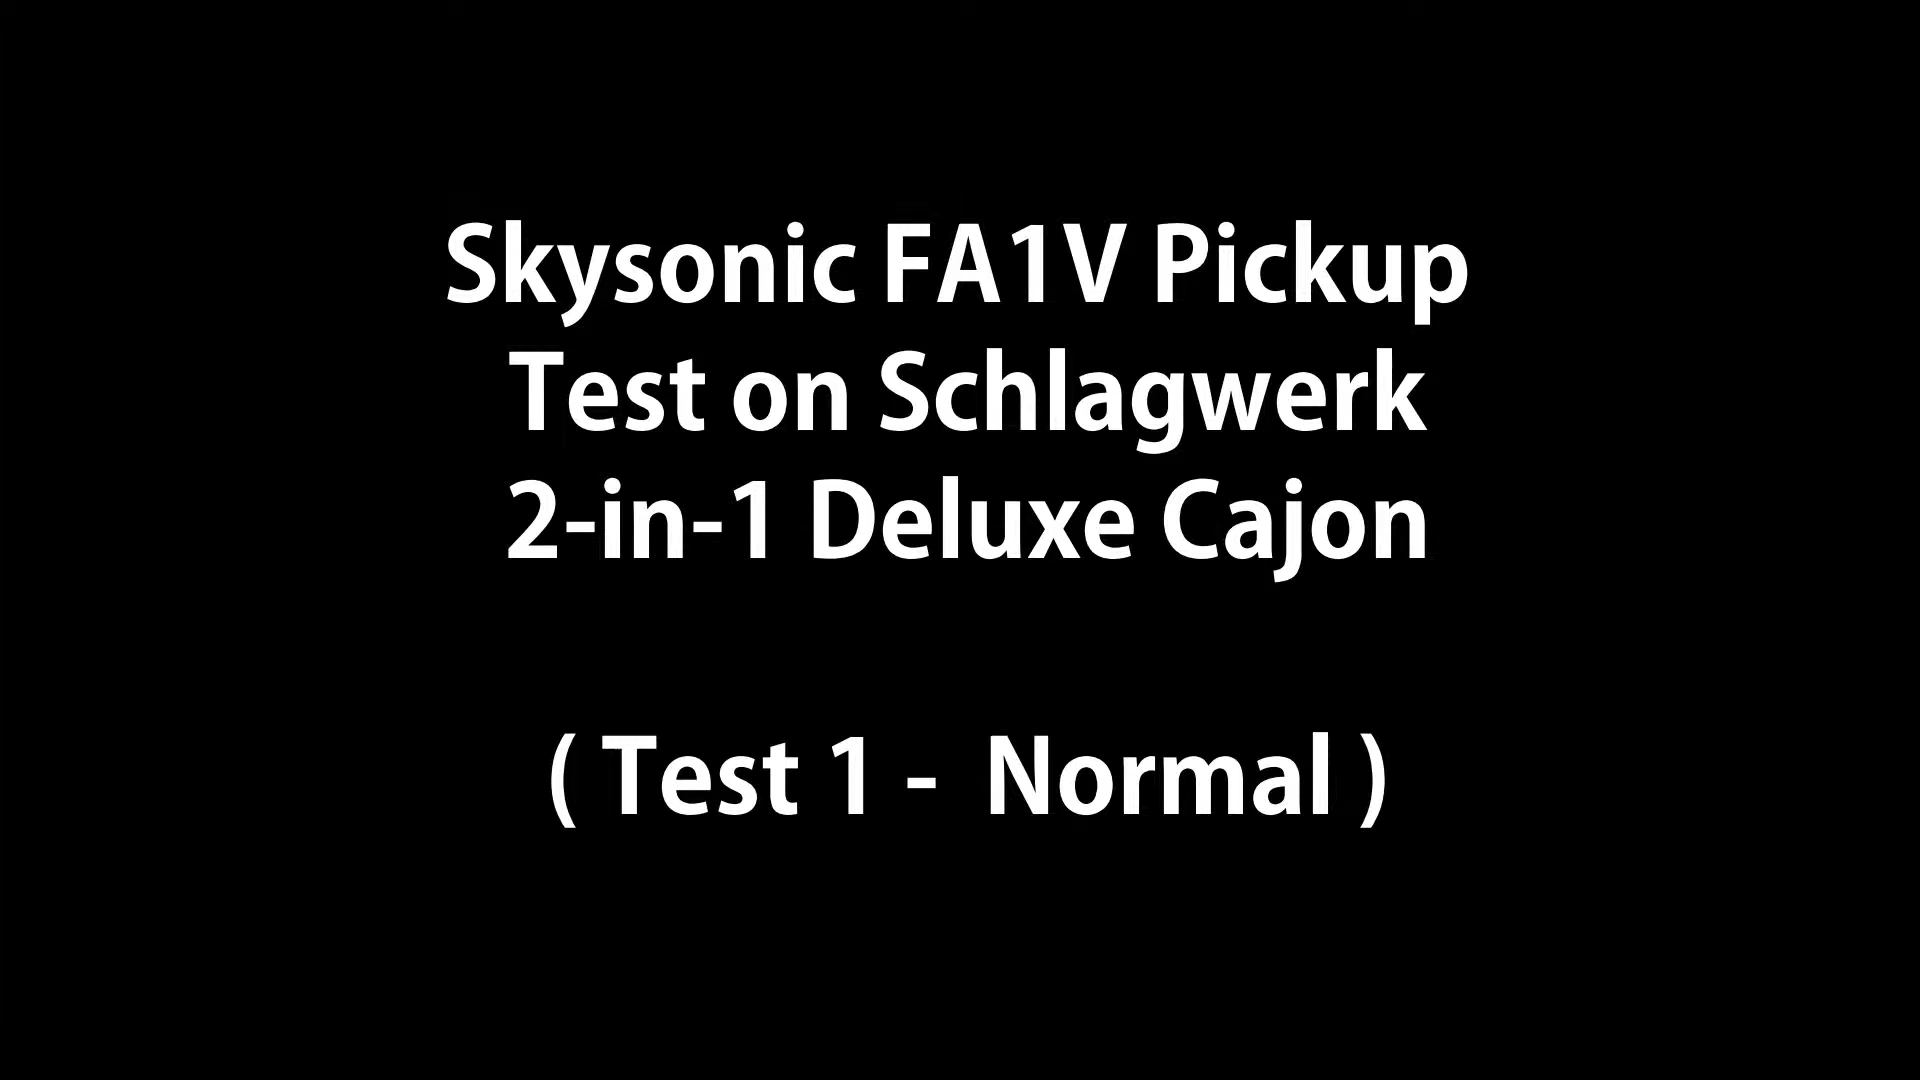 Skysonic FA1V Pickup
Test on Schlagwerk
2-in-1 Deluxe Cajon
( Test 1 -  Normal )